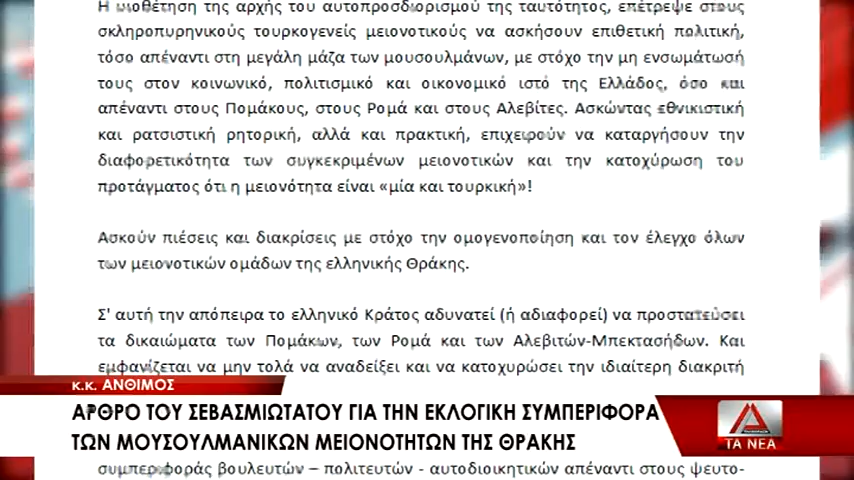 Η υιοθέτηση της αρχής του αυτοπροσδιορισμού της ταυτότητας, επέτρεψε στους
σκληροπυρηνικούς τουρκογενείς μειονοτικούς να ασκήσουν επιθετική πολιτική,
τόσο απέναντι στη μεγάλη μάζα των μουσουλμάνων, με στόχο την μη ενσωμάτωσή
τους στον κοινωνικό, πολιτισμικό και οικονομικό ιστό της Ελλάδος, όσο και
απέναντι στους Πομάκους, στους Ρομά και στους Αλεβίτες. Ασκώντας εθνικιστική
και ρατσιστική ρητορική, αλλά και πρακτική, επιχειρούν να καταργήσουν την
διαφορετικότητα των συγκεκριμένων μειονοτικών και την κατοχύρωση του
προτάγματος ότι η μειονότητα είναι «μία και τουρκική»!
Ασκούν πιέσεις και διακρίσεις με στόχο την ομογενοποίηση και τον έλεγχο όλων
των μειονοτικών ομάδων της ελληνικής Θράκης.
Σ' αυτή την απόπειρα το ελληνικό Κράτος αδυνατεί (ή αδιαφορεί) να προστατεύσει
τα δικαιώματα των Πομάκων, των Ρομά και των Αλεβιτών-Μπεκτασήδων. Και
εμφανίζεται να μην τολά να αναδείξει και να κατοχυρώσει την ιδιαίτερη διακριτή
κ.κ. ΑΝΘΙΜΟΣ
ΑΡΘΡΟ ΤΟΥ ΣΕΒΑΣΜΙΩΤΑΤΟΥ ΓΙΑ ΤΗΝ ΕΚΛΟΓΙΚΗ ΣΥΜΠΕΡΙΦΟΡΑ
ΤΩΝ ΜΟΥΣΟΥΛΜΑΝΙΚΩΝ ΜΕΙΟΝΟΤΗΤΩΝ ΤΗΣ ΘΡΑΚΗΣ
ΤΑ ΝΕΑ
συμπεριφοράς βουλευτών – πολιτευτών - αυτοδιοικητικών απέναντι στους ψευτο-